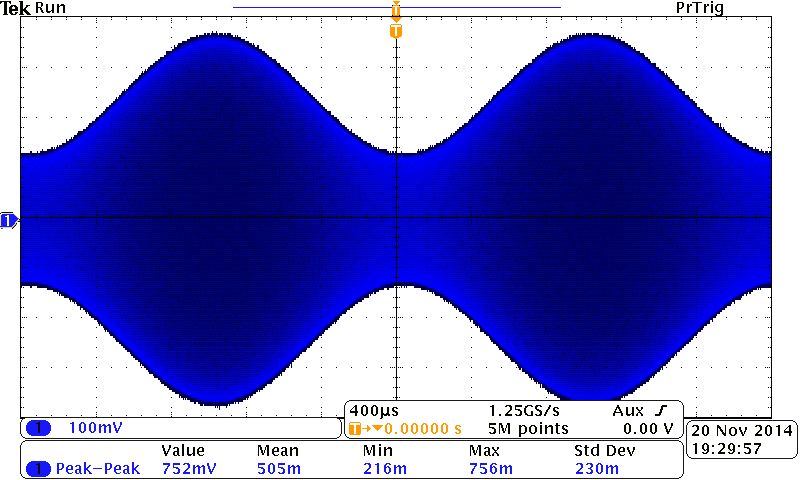 Tek Run PrTrig
T
T
1
1 100mV
400µs 1.25GS/s Aux
T 0.00000 s 5M points 0.00 V
20 Nov 2014
19:29:57
Value Mean Min Max Std Dev
1 Peak-Peak 752mV 505m 216m 756m 230m